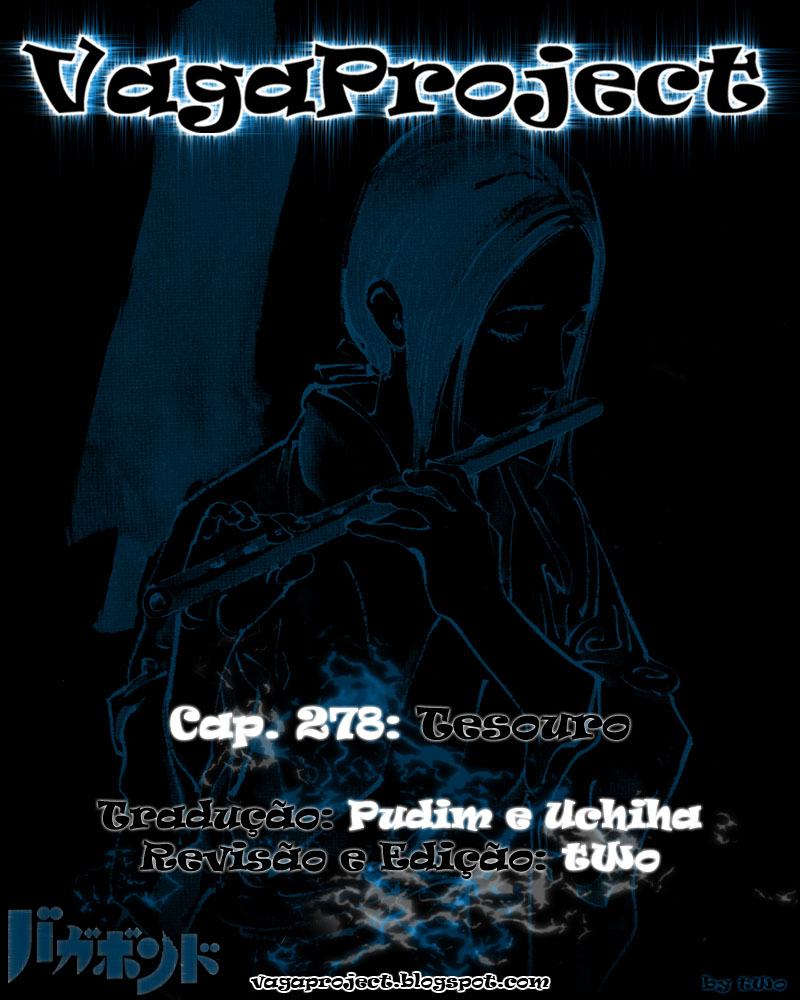 VagaProject
Cap. 278: Tesouro
Tradução: Pudim e Uchiha
Revisão e Edição: tWo
バガボンド
vagaproject.blogspot.com
by tWo